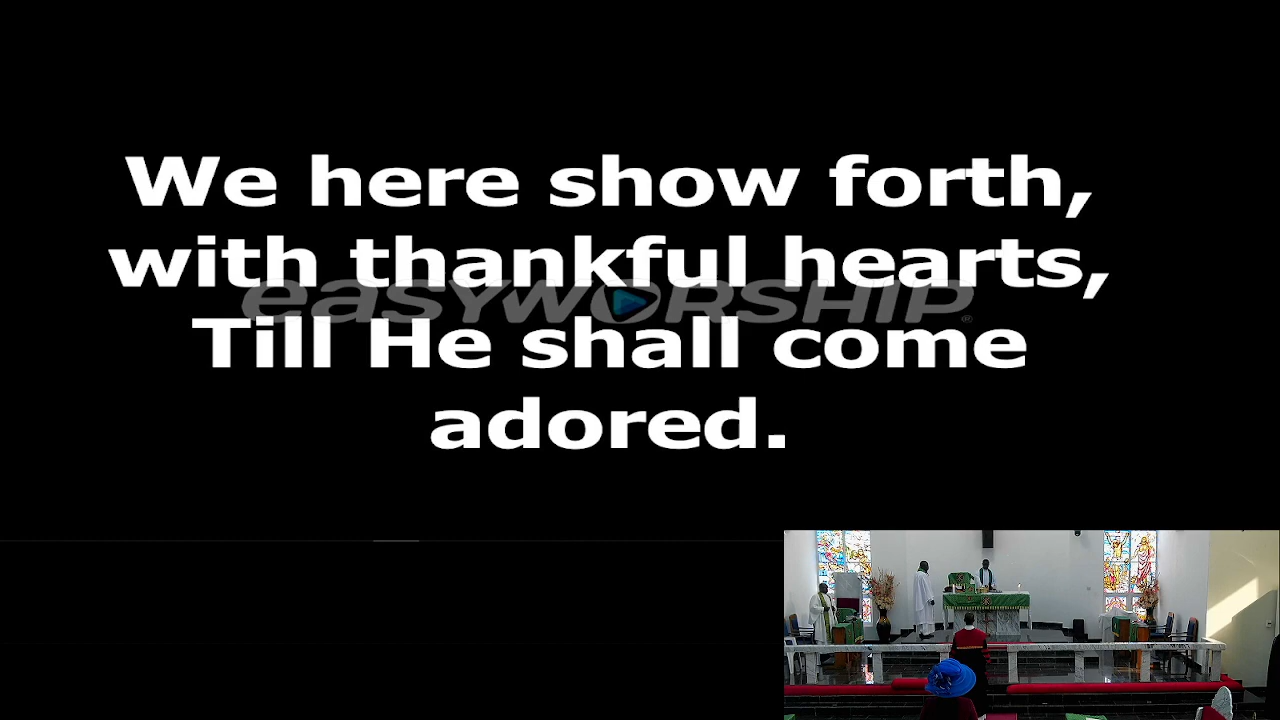 We here show forth,
with thankful hearts,
easyworship®
Till He shall come
adored.